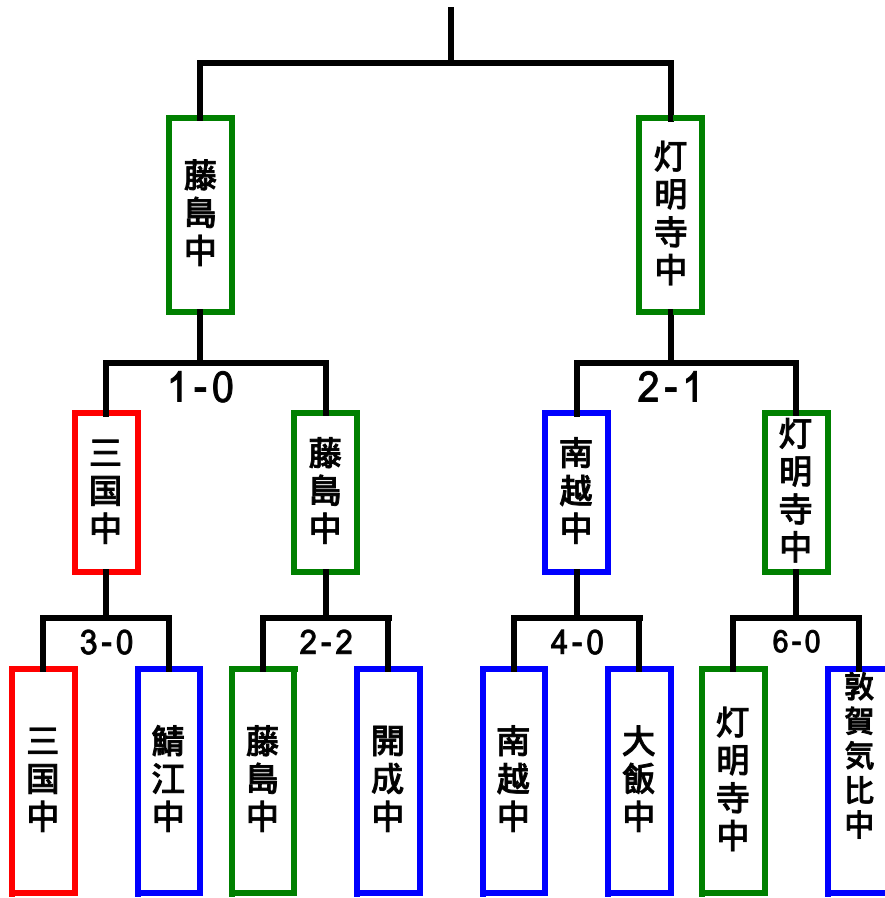 藤島中
灯明寺中
1-0
2-1
三国中
藤島中
南越中
灯明寺中
3-0
2-2
4-0
6-0
三国中
鯖江中
藤島中
開成中
南越中
大飯中
灯明寺中
敦賀気比中